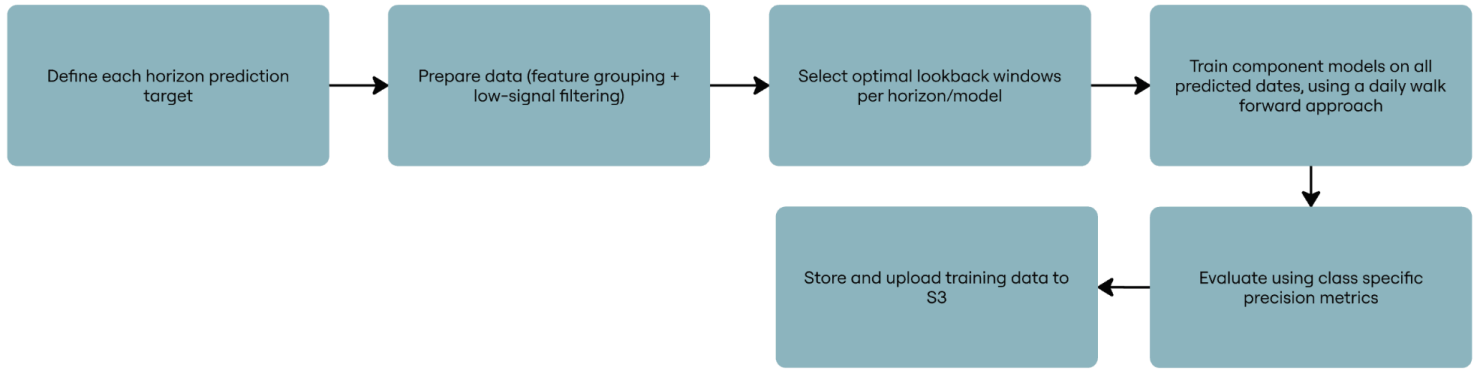 Define each horizon prediction
target
Prepare data (feature grouping +
low-signal filtering)
Select optimal lookback windows
per horizon/model
Train component models on all
predicted dates, using a daily walk
forward approach
Evaluate using class specific
precision metrics
Store and upload training data to
S3